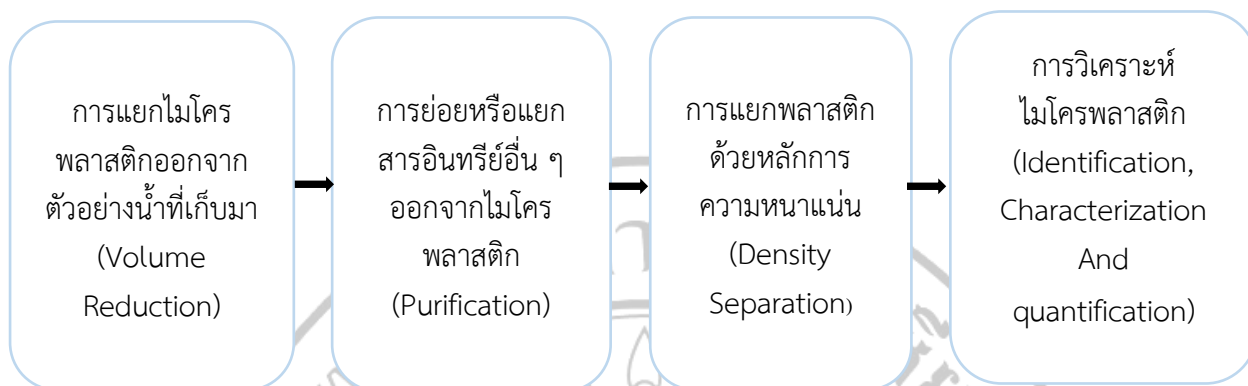 การแยกไมโคร
พลาสติกออกจาก
ตัวอย่างน้ำที่เก็บมา
(Volume
Reduction)
การย่อยหรือแยก
สารอินทรีย์อื่น ๆ
ออกจากไมโคร
พลาสติก
(Purification)
การแยกพลาสติก
ด้วยหลักการ
ความหนาแน่น
(Density
Separation)
การวิเคราะห์
ไมโครพลาสติก
(Identification,
Characterization
And
quantification)